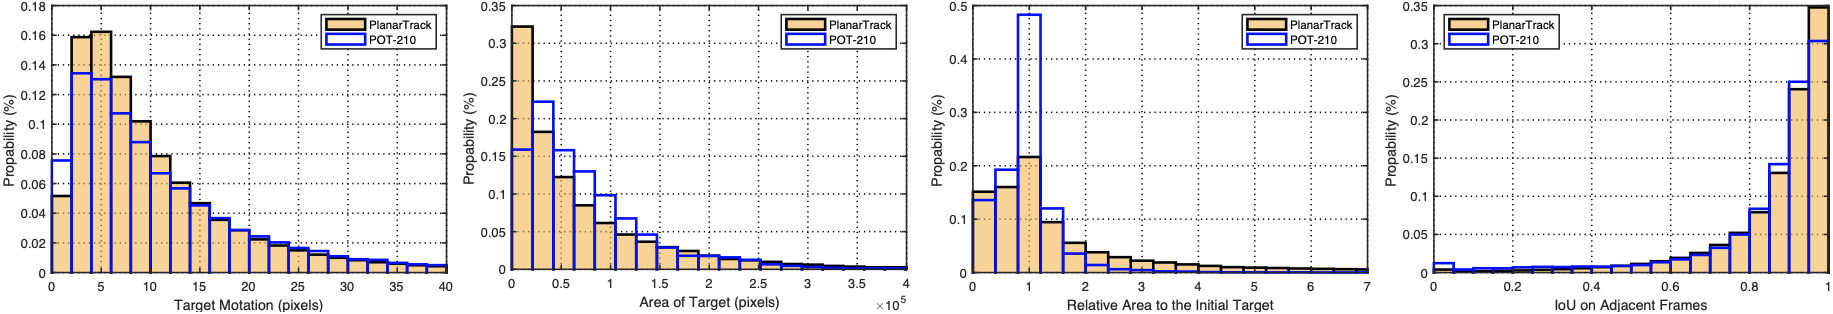 0.18
0.16
0.14
0.12
0.1
0.08
0.06
0.04
0.02
0
Propability (%)
0 5 10 15 20 25 30 35 40
Target Motation (pixels)
PlanarTrack
POT-210
0.35
0.3
0.25
0.2
0.15
0.1
0.05
0
Propability (%)
0 0.5 1 1.5 2 2.5 3 3.5 4
Area of Target (pixels)
×10^5
PlanarTrack
POT-210
0.5
0.4
0.3
0.2
0.1
0
Propability (%)
0 1 2 3 4 5 6 7
Relative Area to the Initial Target
PlanarTrack
POT-210
0.35
0.3
0.25
0.2
0.15
0.1
0.05
0
Propability (%)
0 0.2 0.4 0.6 0.8 1
IoU on Adjacent Frames
PlanarTrack
POT-210